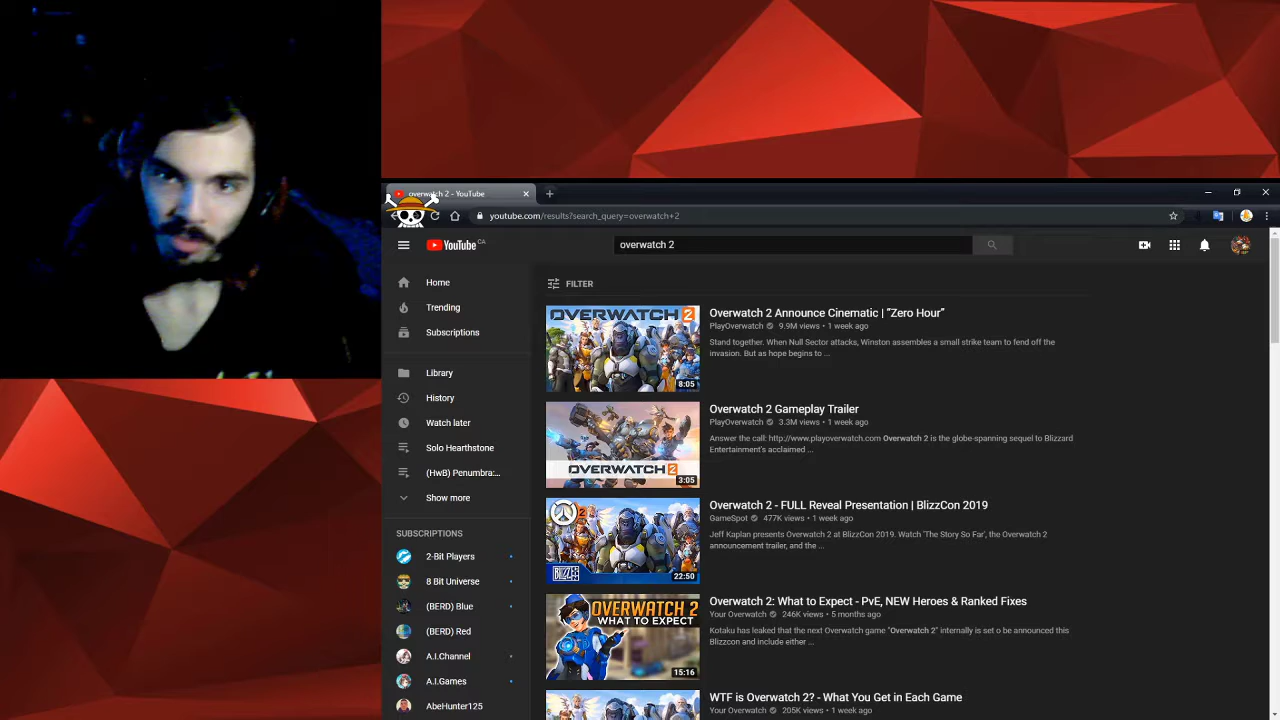 overwatch 2 - YouTube
youtube.com/results?search_query=overwatch+2
YouTube CA
overwatch 2
Home
Trending
Subscriptions
Library
History
Watch later
Solo Hearthstone
(HwB) Penumbra:...
Show more
SUBSCRIPTIONS
2-Bit Players
8 Bit Universe
(BERD) Blue
(BERD) Red
A.I.Channel
A.I.Games
AbeHunter125
FILTER
OVERWATCH 2
8:05
Overwatch 2 Announce Cinematic | “Zero Hour”
PlayOverwatch 9.9M views • 1 week ago
Stand together. When Null Sector attacks, Winston assembles a small strike team to fend off the
invasion. But as hope begins to ...
OVERWATCH 2
3:05
Overwatch 2 Gameplay Trailer
PlayOverwatch 3.3M views • 1 week ago
Answer the call: http://www.playoverwatch.com Overwatch 2 is the globe-spanning sequel to Blizzard
Entertainment's acclaimed ...
2
22:50
Overwatch 2 - FULL Reveal Presentation | BlizzCon 2019
GameSpot 477K views • 1 week ago
Jeff Kaplan presents Overwatch 2 at BlizzCon 2019. Watch 'The Story So Far', the Overwatch 2
announcement trailer, and the ...
OVERWATCH 2
WHAT TO EXPECT
15:16
Overwatch 2: What to Expect - PvE, NEW Heroes & Ranked Fixes
Your Overwatch 246K views • 5 months ago
Kotaku has leaked that the next Overwatch game "Overwatch 2" internally is set o be announced this
Blizzcon and include either ...
WTF is Overwatch 2? - What You Get in Each Game
Your Overwatch 205K views • 1 week ago